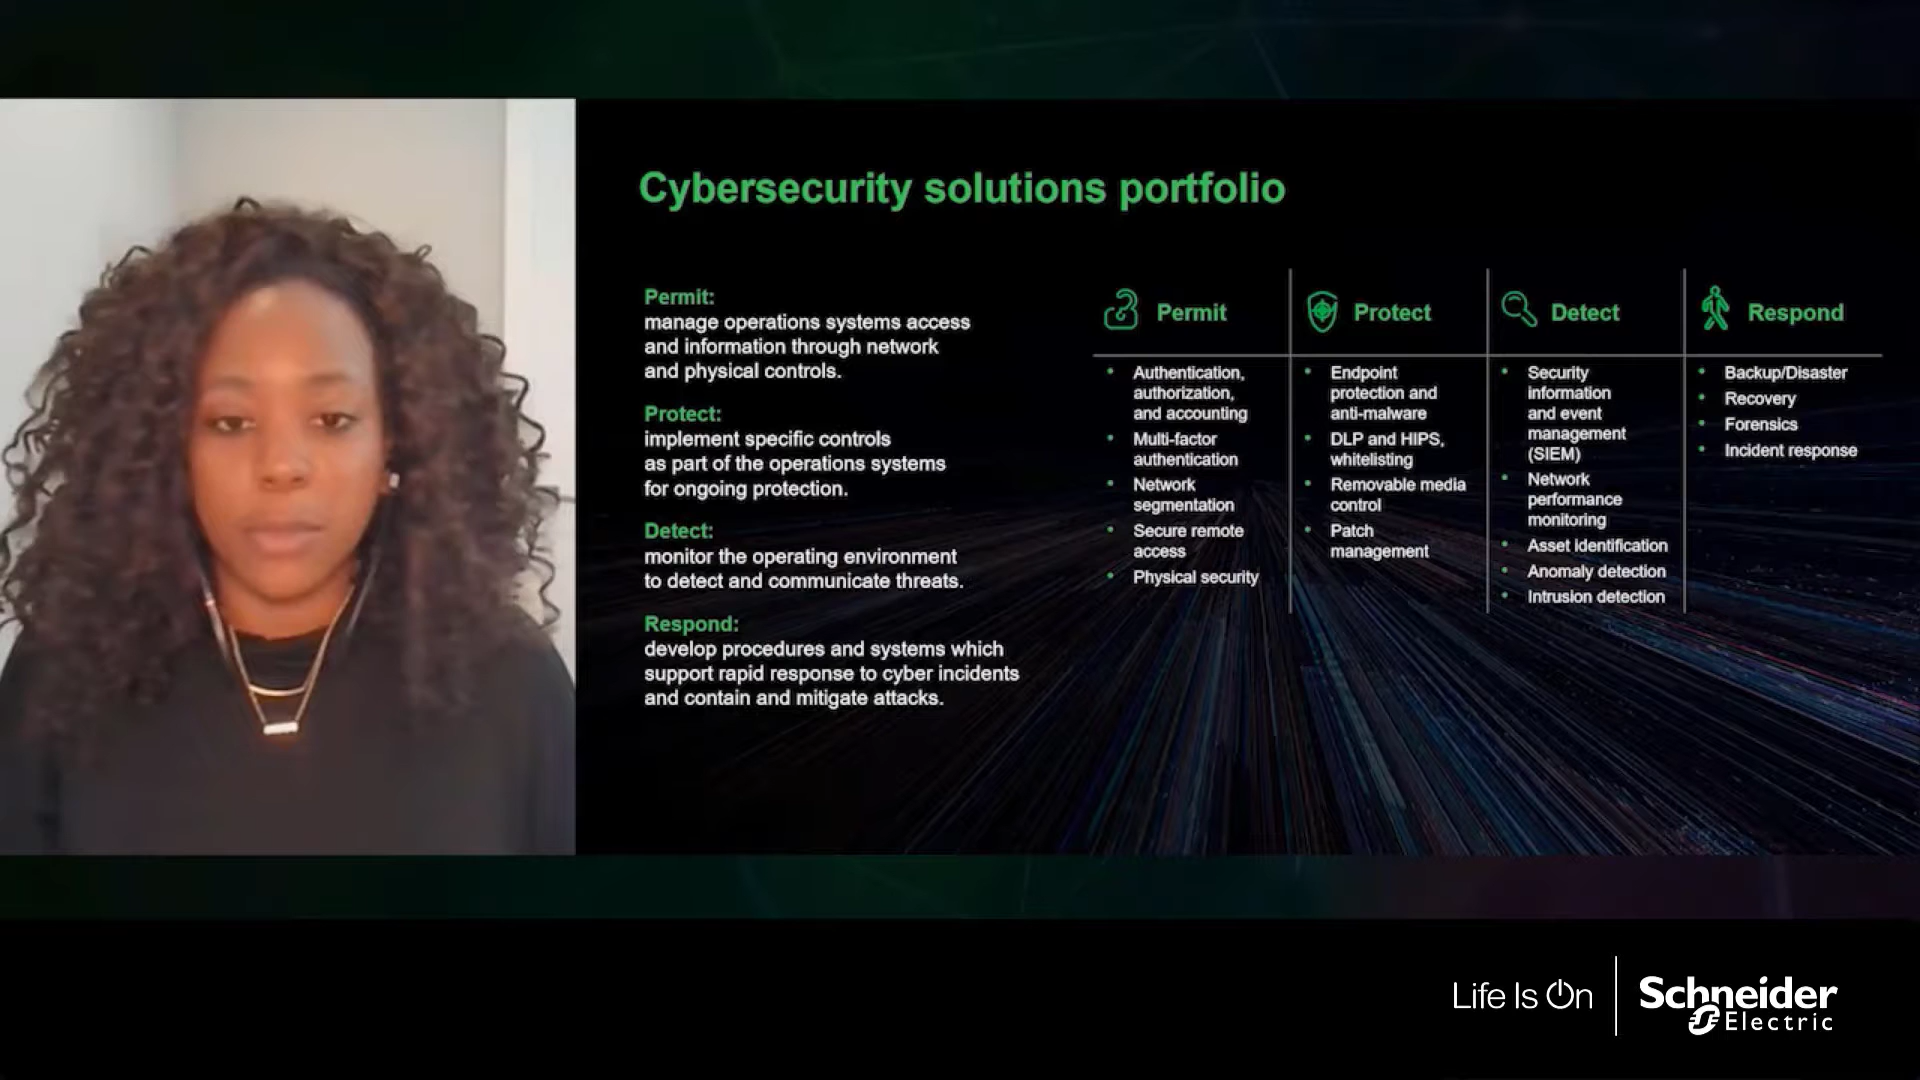 Cybersecurity solutions portfolio
Permit:
manage operations systems access
and information through network
and physical controls.
Protect:
implement specific controls
as part of the operations systems
for ongoing protection.
Detect:
monitor the operating environment
to detect and communicate threats.
Respond:
develop procedures and systems which
support rapid response to cyber incidents
and contain and mitigate attacks.
Permit
Authentication,
authorization,
and accounting
Multi-factor
authentication
Network
segmentation
Secure remote
access
Physical security
Protect
Endpoint
protection and
anti-malware
DLP and HIPS,
whitelisting
Removable media
control
Patch
management
Detect
Security
information
and event
management
(SIEM)
Network
performance
monitoring
Asset identification
Anomaly detection
Intrusion detection
Respond
Backup/Disaster
Recovery
Forensics
Incident response
Life Is On
Schneider
Electric